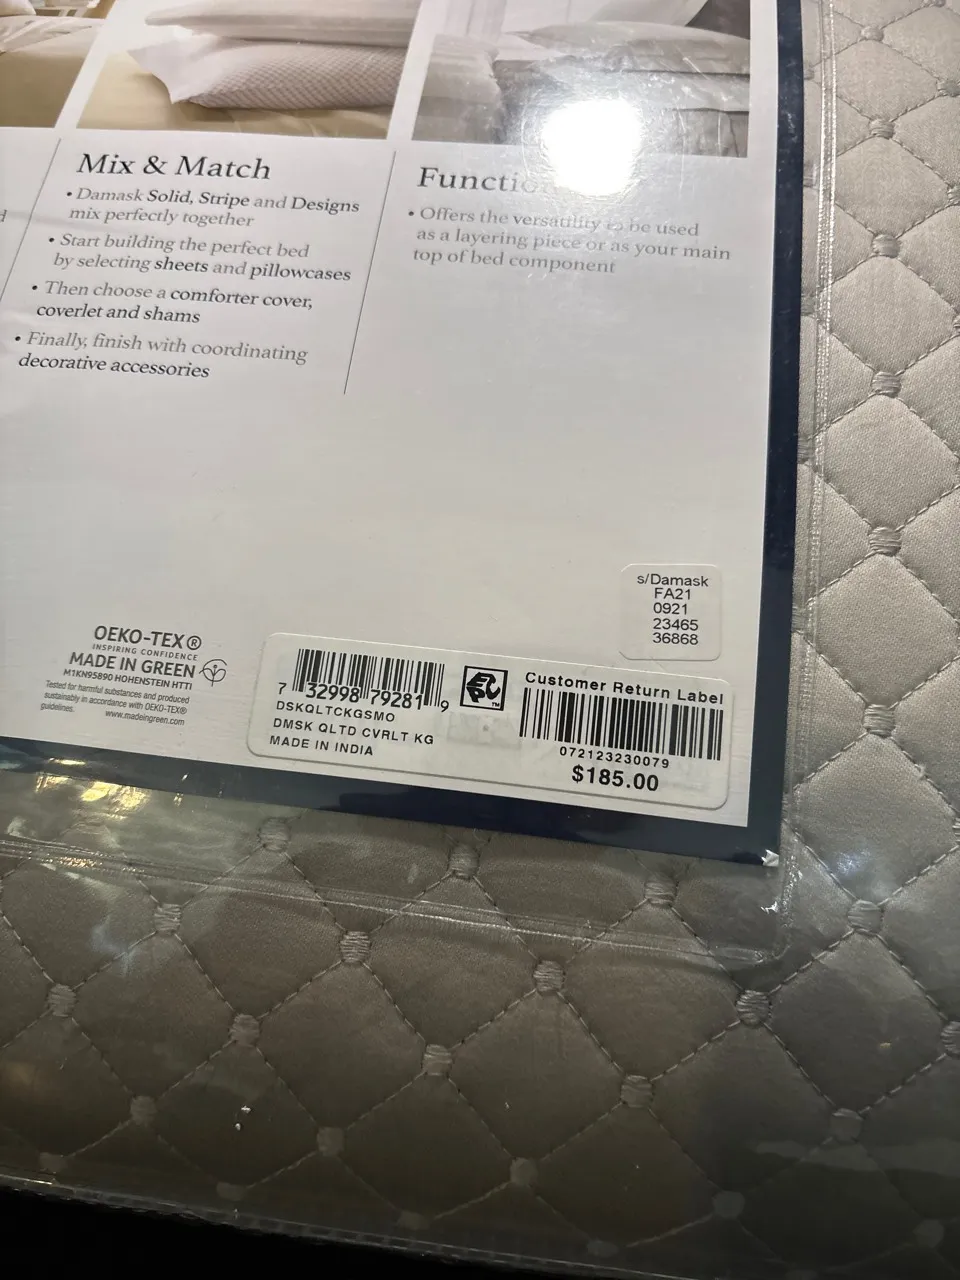 Mix & Match
• Damask Solid, Stripe and Designs
mix perfectly together
• Start building the perfect bed
by selecting sheets and pillowcases
• Then choose a comforter cover,
coverlet and shams
• Finally, finish with coordinating
decorative accessories
• Offers the versatility to be used
as a layering piece or as your main
top of bed component
s/Damask
FA21
0921
23465
36868
OEKO-TEX®
INSPIRING CONFIDENCE
MADE IN GREEN
M1KN95B90 HOHENSTEIN HTTI
Tested for harmful substances and produced
sustainably in accordance with OEKO-TEX®
guidelines. www.madeingreen.com
7 32998 79281 9
DSKQLTCKGSMO
DMSK QLTD CVRLT KG
MADE IN INDIA
Customer Return Label
072123230079
$185.00